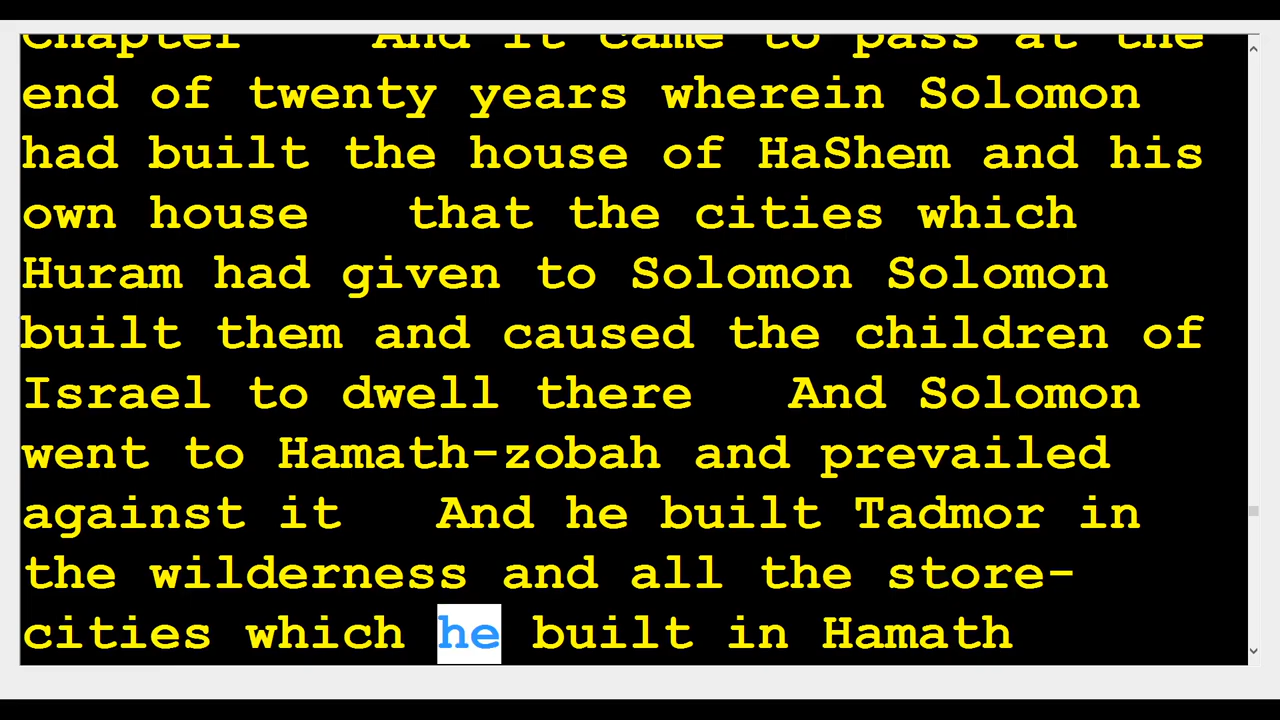 Chapter And it came to pass at the
end of twenty years wherein Solomon
had built the house of HaShem and his
own house that the cities which
Huram had given to Solomon Solomon
built them and caused the children of
Israel to dwell there And Solomon
went to Hamath-zobah and prevailed
against it And he built Tadmor in
the wilderness and all the store-
cities which he built in Hamath